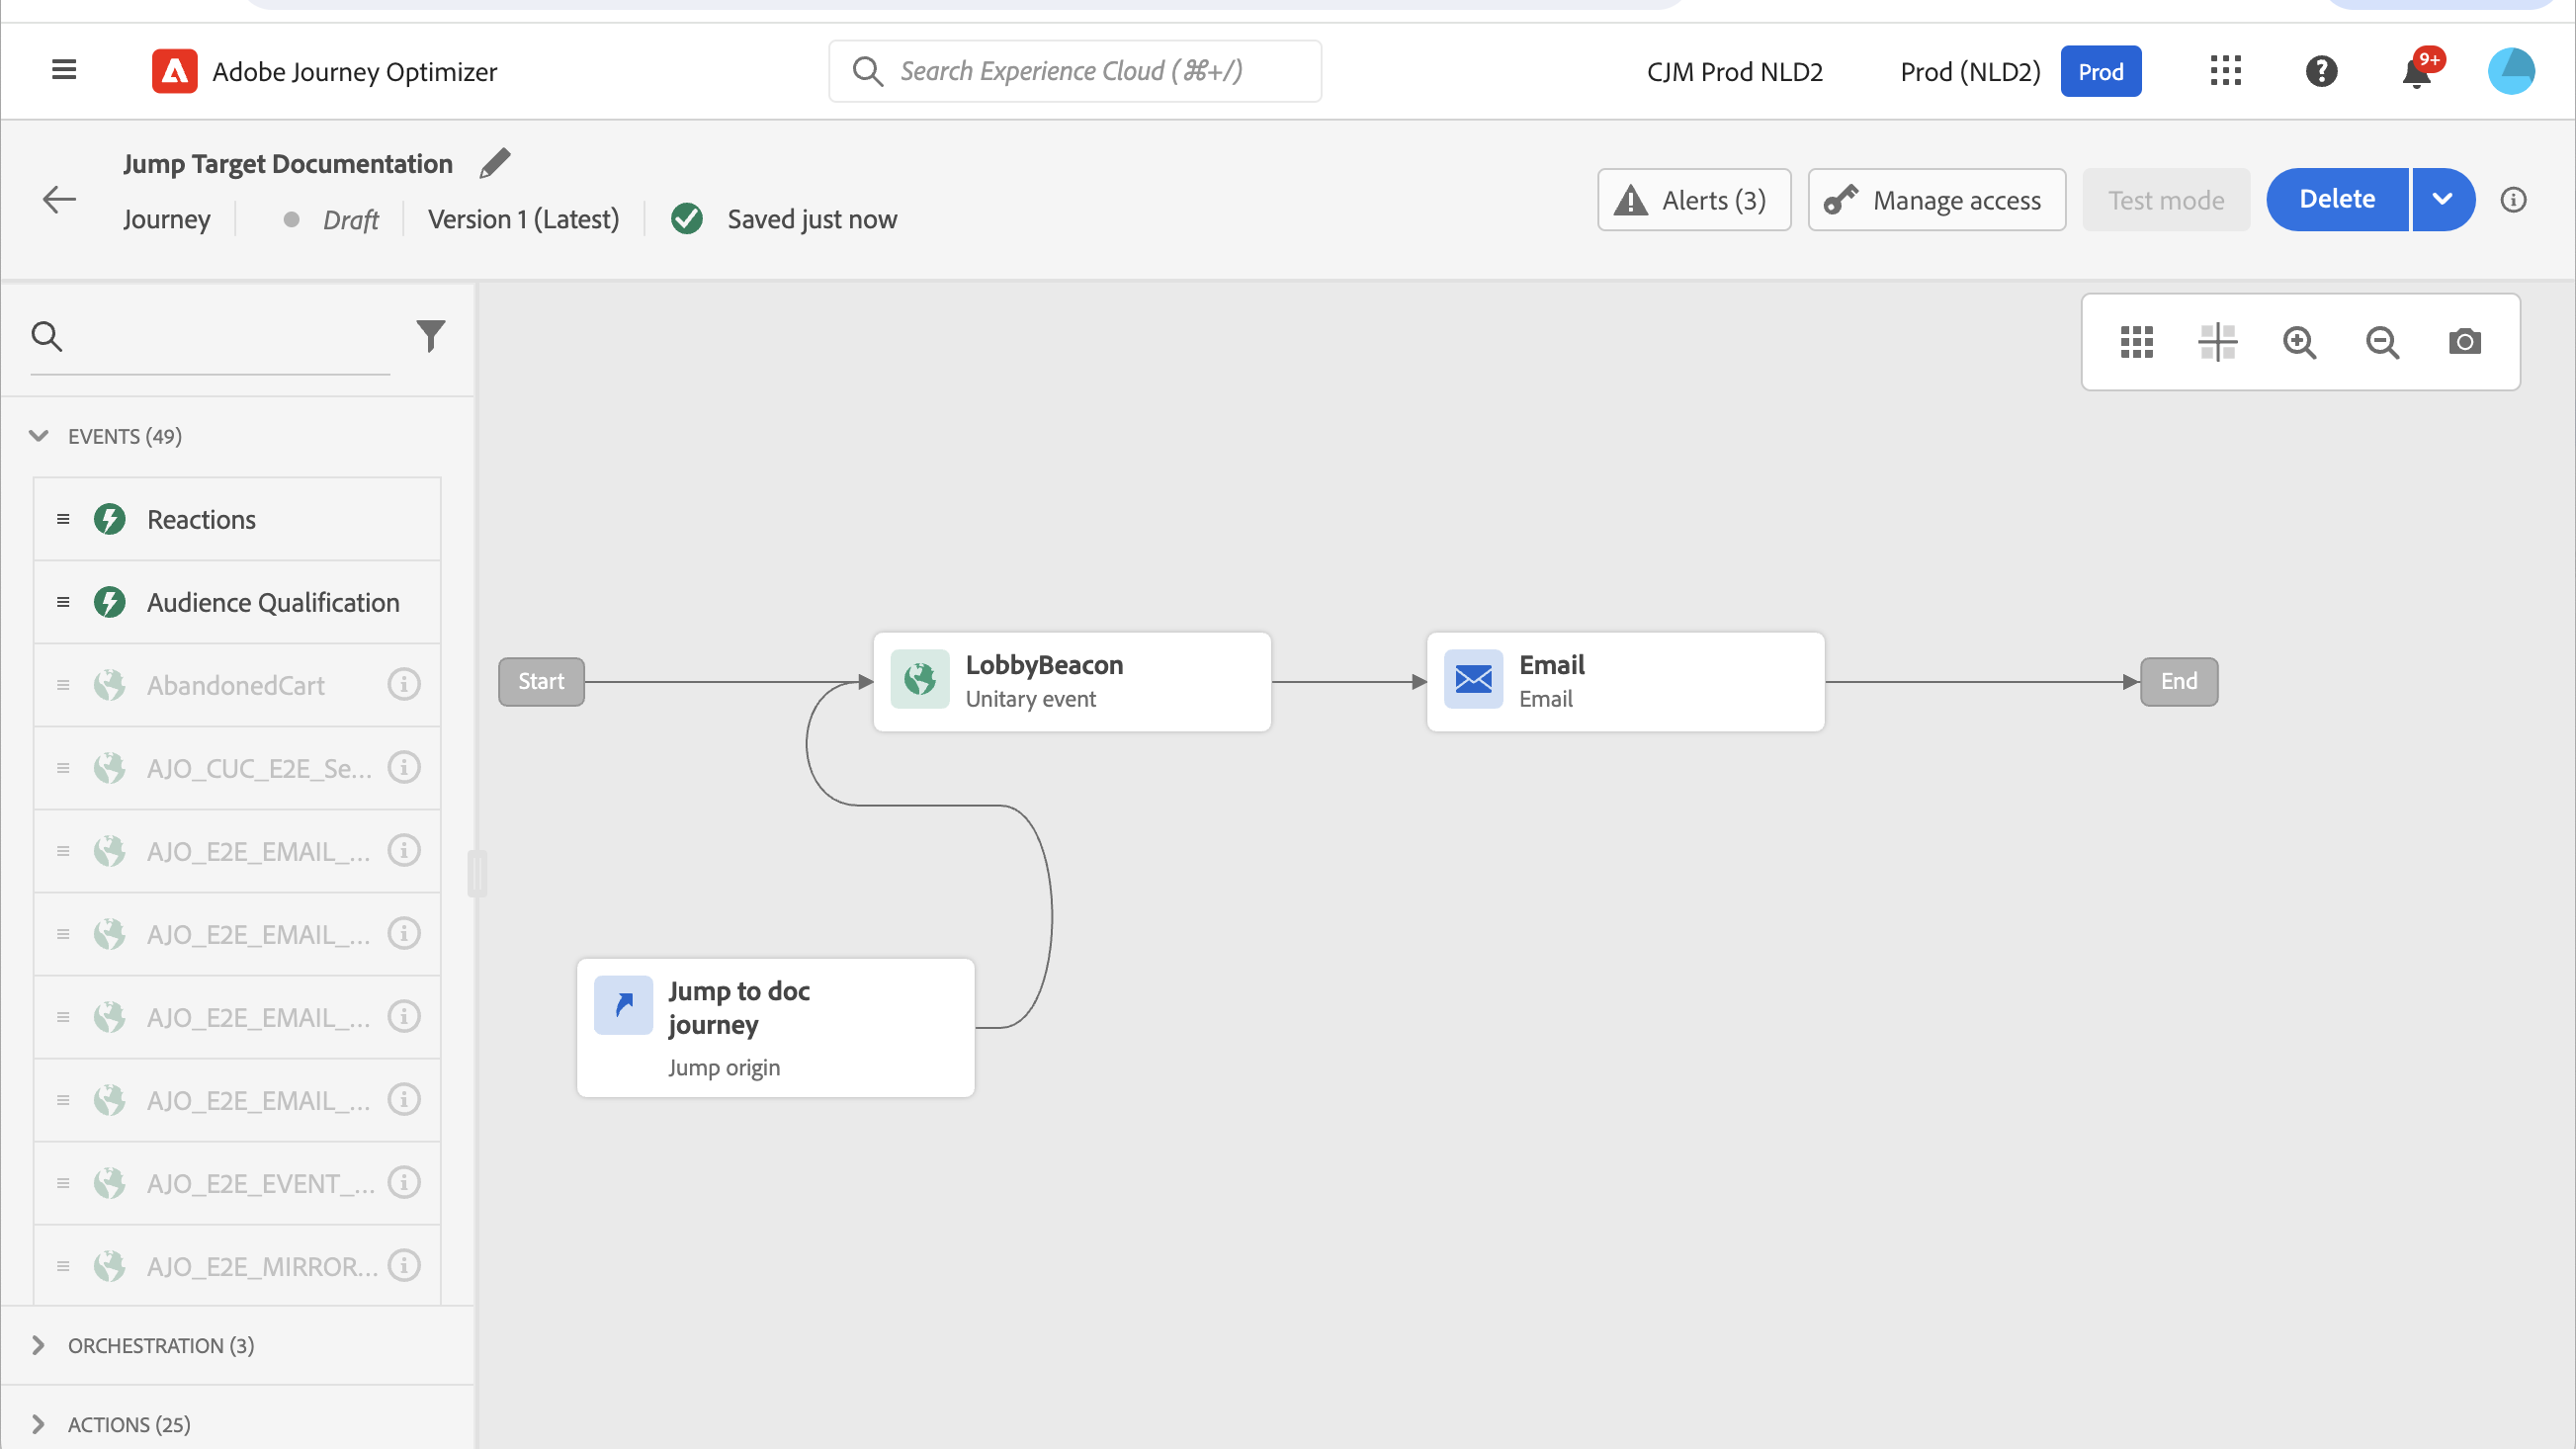 Adobe Journey Optimizer
Search Experience Cloud (⌘+/)
CJM Prod NLD2
Prod (NLD2)
Prod
9+
Jump Target Documentation
Journey
Draft
Version 1 (Latest)
Saved just now
Alerts (3)
Manage access
Test mode
Delete
EVENTS (49)
Reactions
Audience Qualification
AbandonedCart
AJO_CUC_E2E_Se...
AJO_E2E_EMAIL_...
AJO_E2E_EMAIL_...
AJO_E2E_EMAIL_...
AJO_E2E_EMAIL_...
AJO_E2E_EVENT_...
AJO_E2E_MIRROR...
ORCHESTRATION (3)
ACTIONS (25)
Start
LobbyBeacon
Unitary event
Email
Email
End
Jump to doc
journey
Jump origin